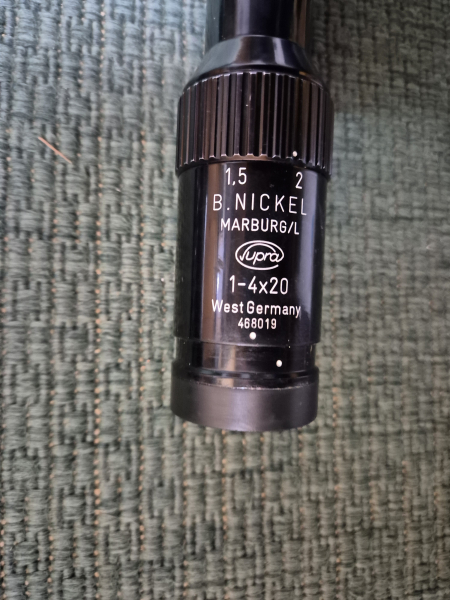 1,5 2
B. NICKEL
MARBURG/L
Supra
1-4x20
West Germany
468019